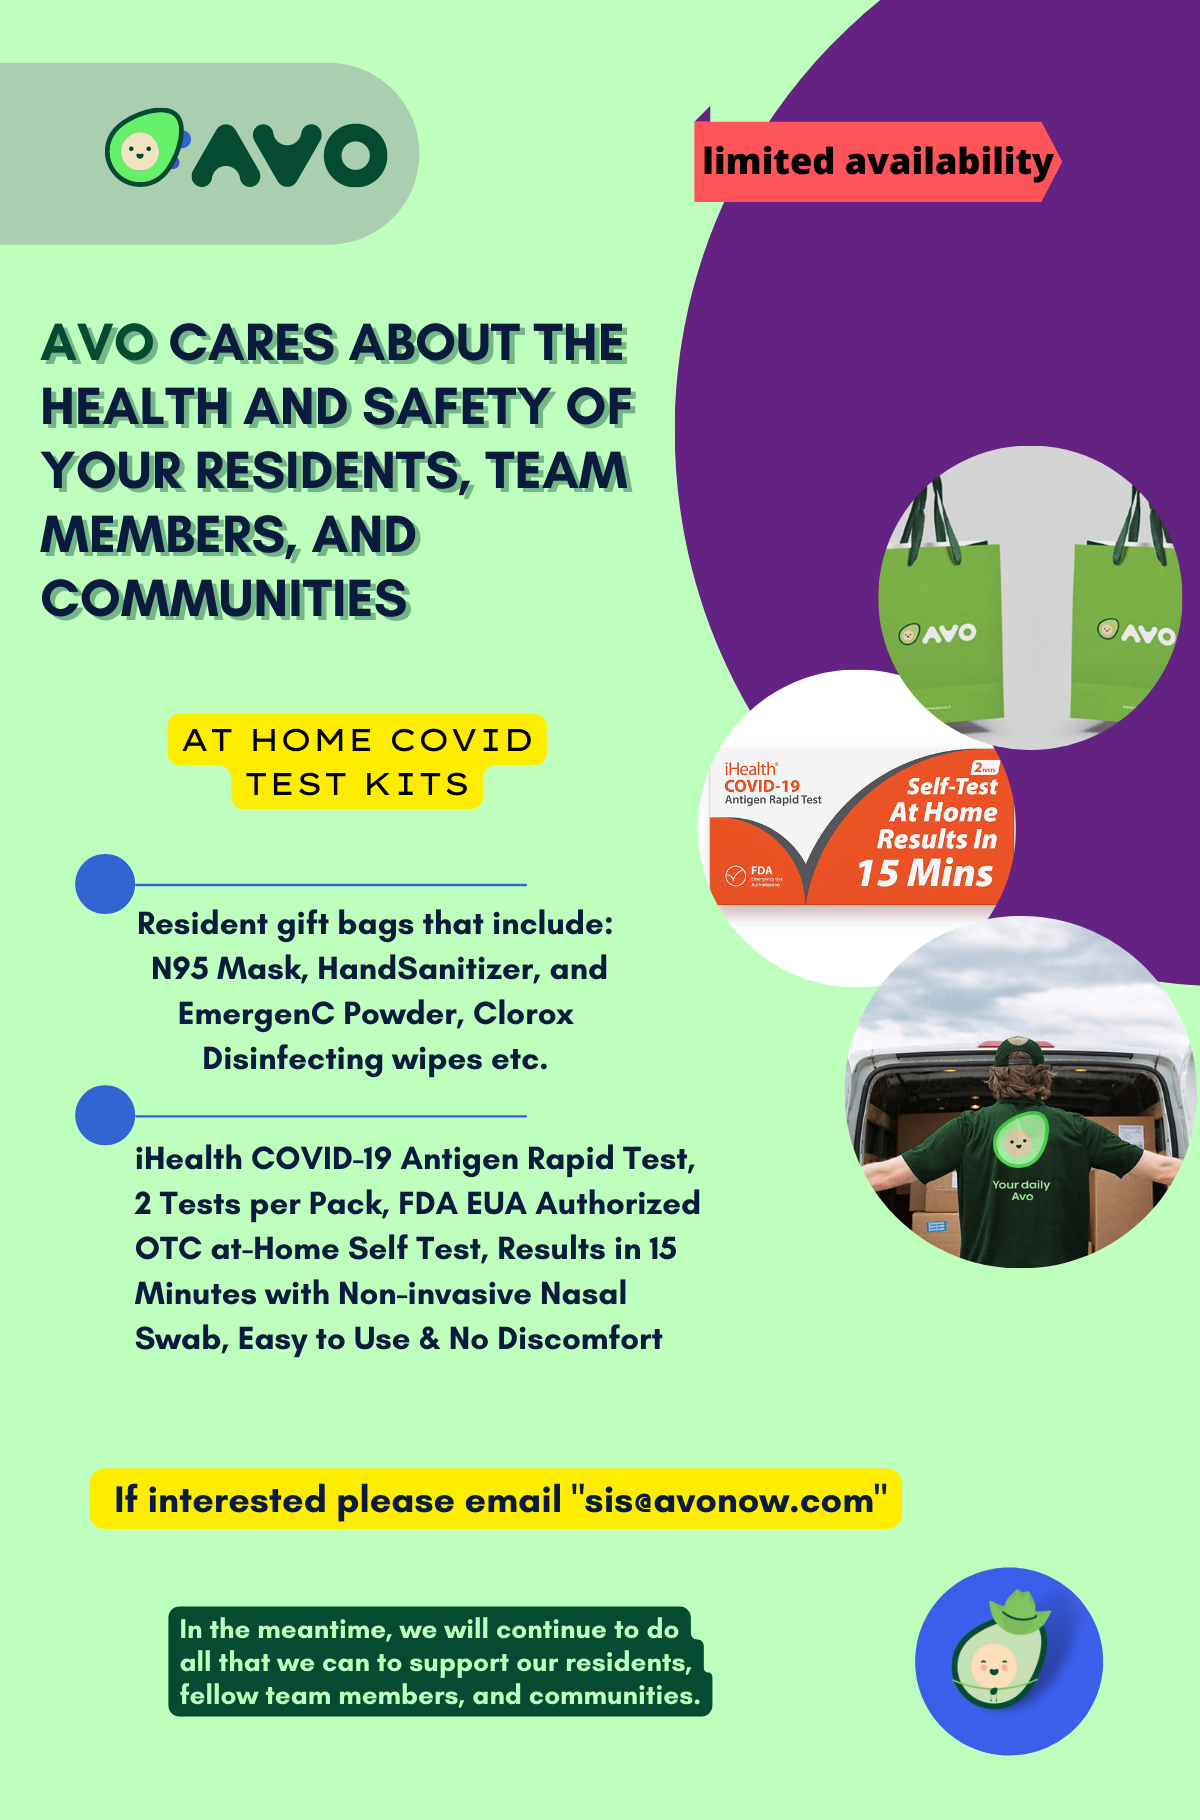 AVO
limited availability
AVO CARES ABOUT THE
HEALTH AND SAFETY OF
YOUR RESIDENTS, TEAM
MEMBERS, AND
COMMUNITIES
AVO
AVO
AT HOME COVID
TEST KITS
iHealth®
COVID-19
Antigen Rapid Test
2 TESTS
Self-Test
At Home
Results In
15 Mins
FDA
Emergency Use
Authorization
Resident gift bags that include:
N95 Mask, HandSanitizer, and
EmergenC Powder, Clorox
Disinfecting wipes etc.
iHealth COVID-19 Antigen Rapid Test,
2 Tests per Pack, FDA EUA Authorized
OTC at-Home Self Test, Results in 15
Minutes with Non-invasive Nasal
Swab, Easy to Use & No Discomfort
Your daily
Avo
If interested please email "sis@avonow.com"
In the meantime, we will continue to do
all that we can to support our residents,
fellow team members, and communities.